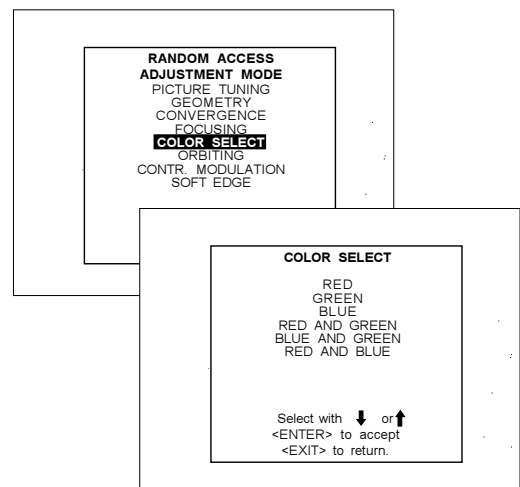 RANDOM ACCESS
ADJUSTMENT MODE
PICTURE TUNING
GEOMETRY
CONVERGENCE
FOCUSING
COLOR SELECT
ORBITING
CONTR. MODULATION
SOFT EDGE
COLOR SELECT
RED
GREEN
BLUE
RED AND GREEN
BLUE AND GREEN
RED AND BLUE
Select with ⬇ or ⬆
<ENTER> to accept
<EXIT> to return.